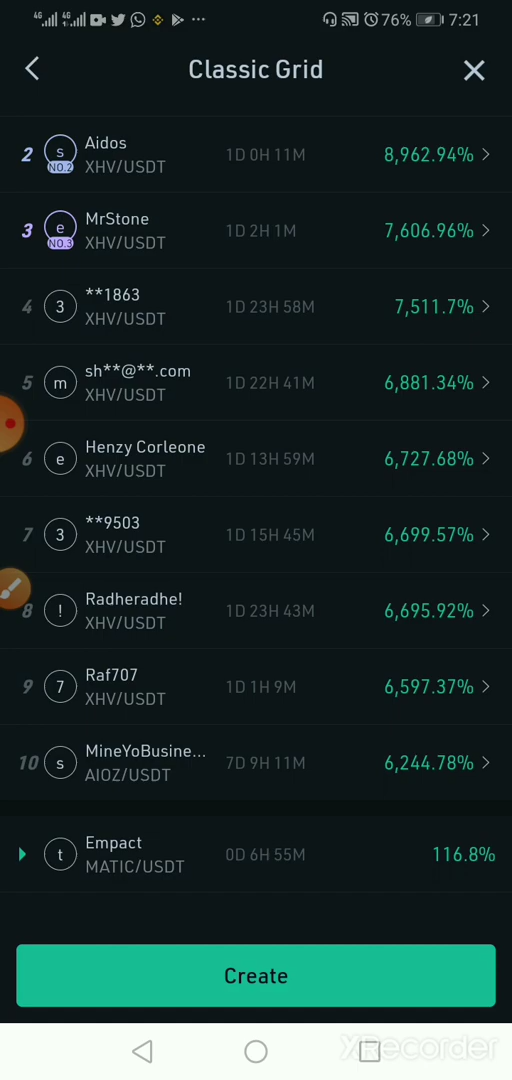 4G 4G 76% 7:21
Classic Grid
2 s NO.2 Aidos XHV/USDT 1D 0H 11M 8,962.94%
3 e NO.3 MrStone XHV/USDT 1D 2H 1M 7,606.96%
4 3 **1863 XHV/USDT 1D 23H 58M 7,511.7%
5 m sh**@**.com XHV/USDT 1D 22H 41M 6,881.34%
6 e Henzy Corleone XHV/USDT 1D 13H 59M 6,727.68%
7 3 **9503 XHV/USDT 1D 15H 45M 6,699.57%
8 ! Radheradhe! XHV/USDT 1D 23H 43M 6,695.92%
9 7 Raf707 XHV/USDT 1D 1H 9M 6,597.37%
10 s MineYoBusine... AIOZ/USDT 7D 9H 11M 6,244.78%
t Empact MATIC/USDT 0D 6H 55M 116.8%
Create
XRecorder